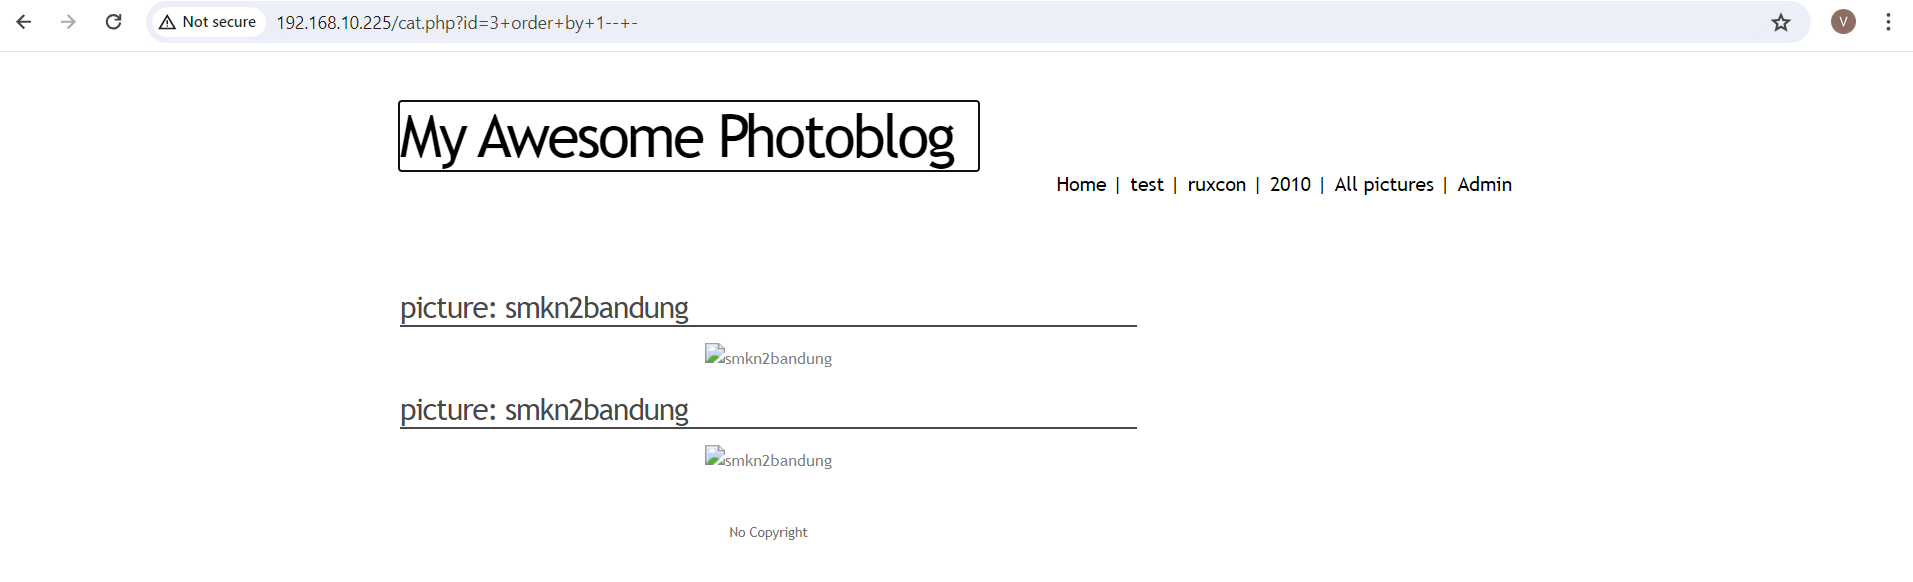 Not secure 192.168.10.225/cat.php?id=3+order+by+1--+- V
My Awesome Photoblog
Home | test | ruxcon | 2010 | All pictures | Admin
picture: smkn2bandung
smkn2bandung
picture: smkn2bandung
smkn2bandung
No Copyright